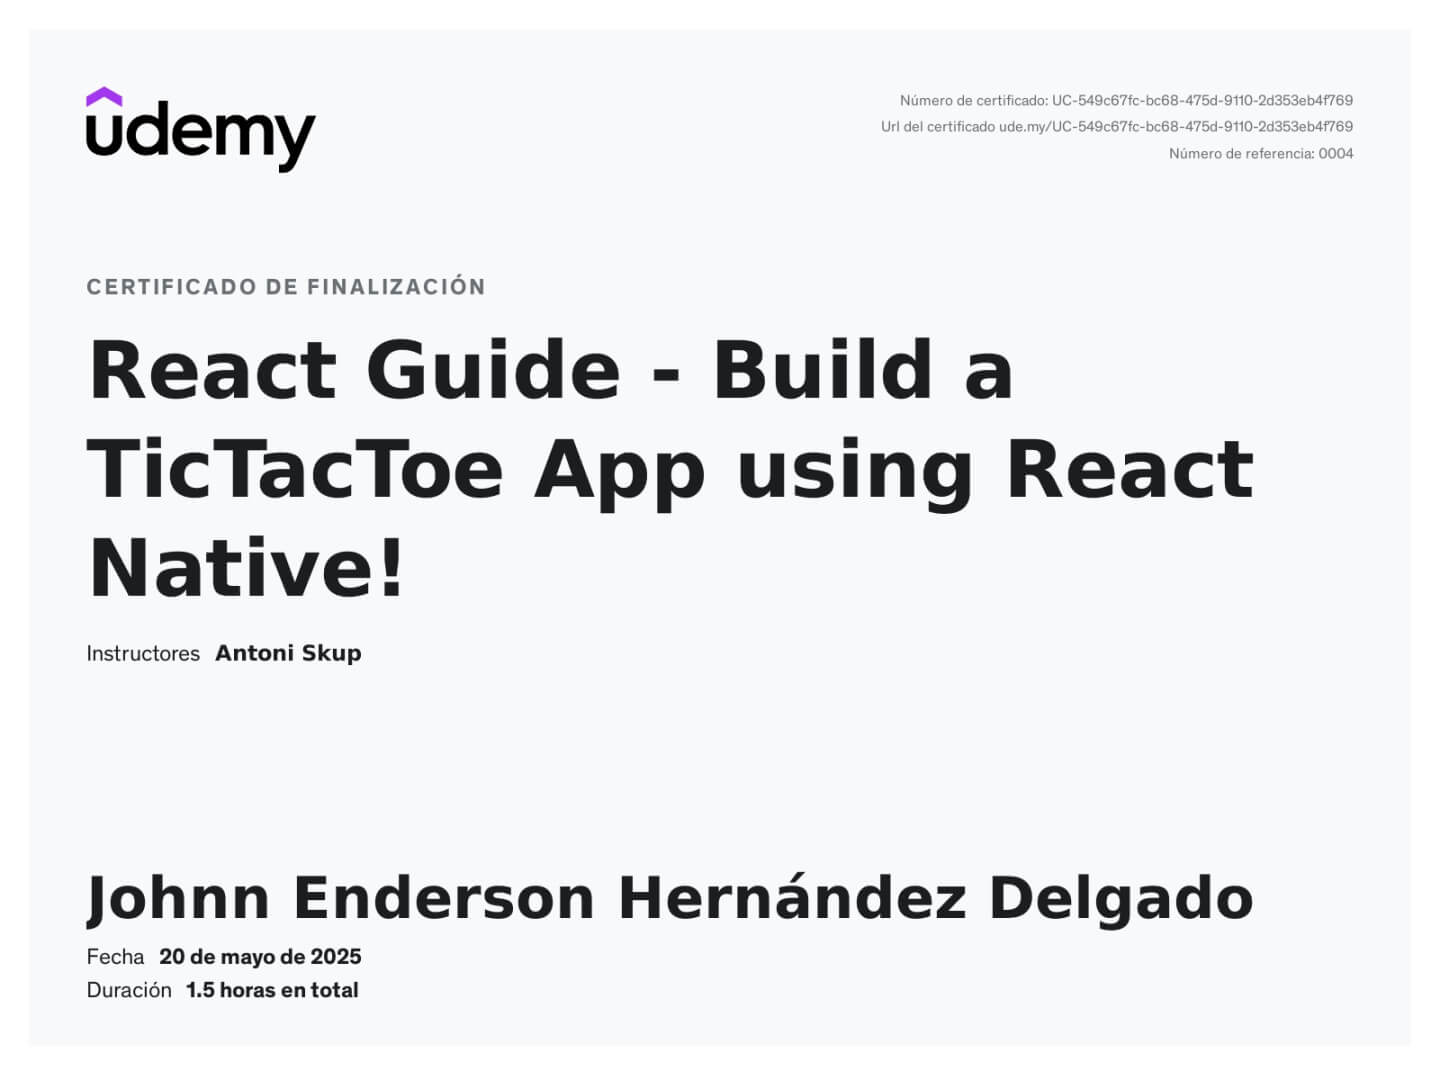 udemy
Número de certificado: UC-549c67fc-bc68-475d-9110-2d353eb4f769
Url del certificado ude.my/UC-549c67fc-bc68-475d-9110-2d353eb4f769
Número de referencia: 0004
CERTIFICADO DE FINALIZACIÓN
React Guide - Build a
TicTacToe App using React
Native!
Instructores Antoni Skup
Johnn Enderson Hernández Delgado
Fecha 20 de mayo de 2025
Duración 1.5 horas en total